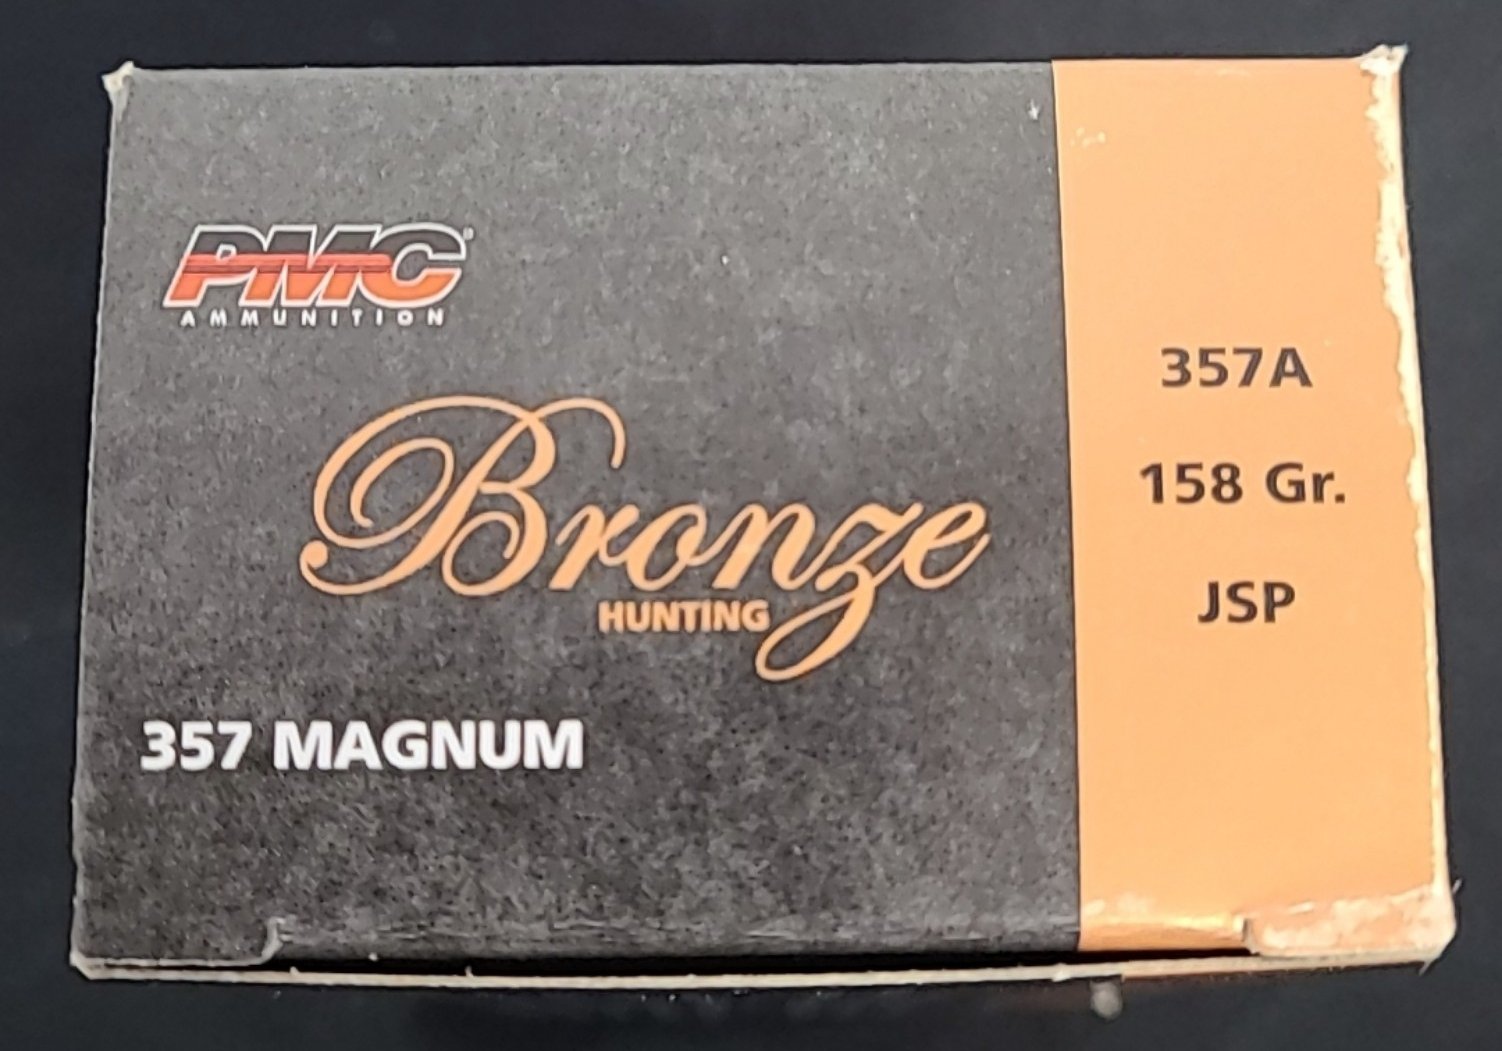 PMC®
AMMUNITION
Bronze
HUNTING
357 MAGNUM
357A
158 Gr.
JSP